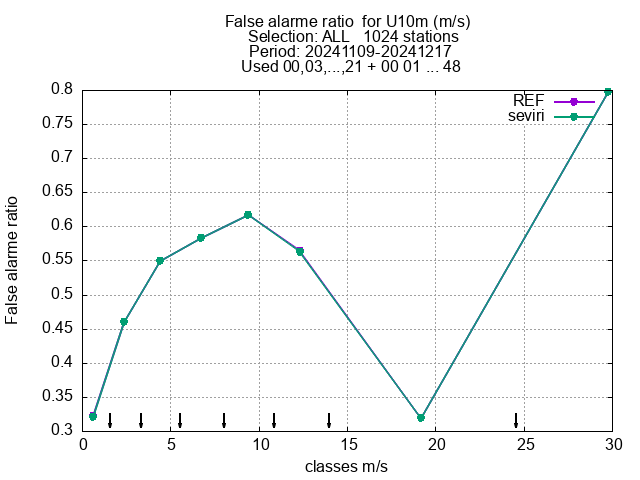 False alarme ratio  for U10m (m/s)
Selection: ALL   1024 stations
Period: 20241109-20241217
Used 00,03,...,21 + 00 01 ... 48
REF
seviri
0.8
0.75
0.7
0.65
0.6
0.55
0.5
0.45
0.4
0.35
0.3
False alarme ratio
0 5 10 15 20 25 30
classes m/s